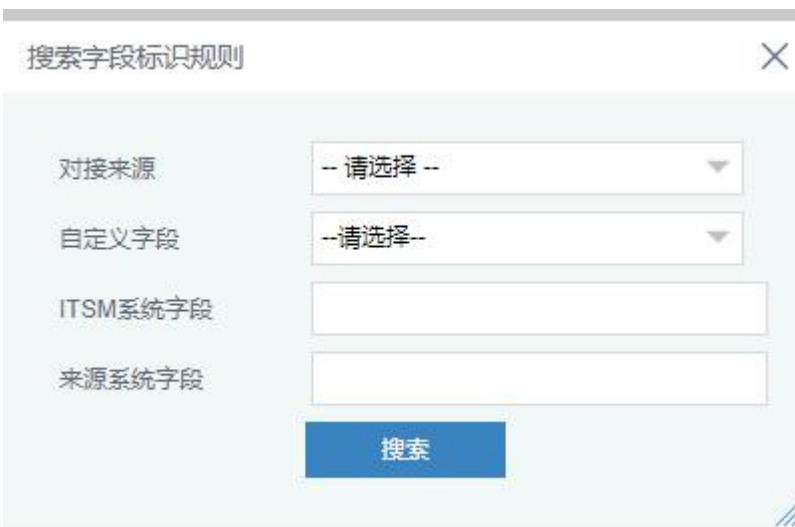 搜索字段标识规则
对接来源 -- 请选择 --
自定义字段 --请选择--
ITSM系统字段
来源系统字段
搜索